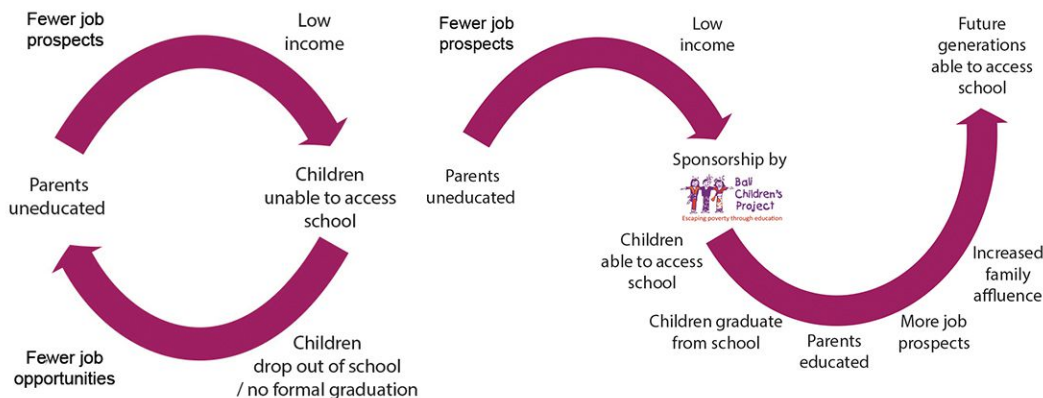 Fewer job
prospects
Low
income
Children
unable to access
school
Children
drop out of school
/ no formal graduation
Fewer job
opportunities
Parents
uneducated
Fewer job
prospects
Low
income
Parents
uneducated
Sponsorship by
Bali
Children's
Project
Escaping poverty through education
Children
able to access
school
Children graduate
from school
Parents
educated
More job
prospects
Increased
family
affluence
Future
generations
able to access
school